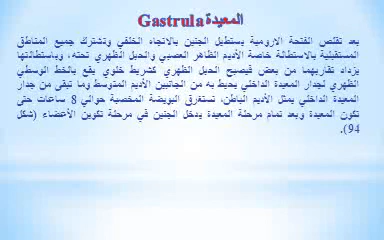 المعيدة Gastrula
بعد تقلص الفتحة الارومية يستطيل الجنين بالاتجاه الخلفي وتشترك جميع المناطق
المستقبلية بالاستطالة خاصة الأديم الظاهر العصبي والحبل الظهري تحته، وباستطالتها
يزداد تقاربهما من بعض فيصبح الحبل الظهري كشريط خلوي يقع بالخط الوسطي
الظهري لجدار المعيدة الداخلي يحيط به من الجانبين الأديم المتوسط وما تبقى من جدار
المعيدة الداخلي يمثل الأديم الباطن، تستغرق البويضة المخصبة حوالي 8 ساعات حتى
تكون المعيدة وبعد تمام مرحلة المعيدة يدخل الجنين في مرحلة تكوين الأعضاء (شكل
94).